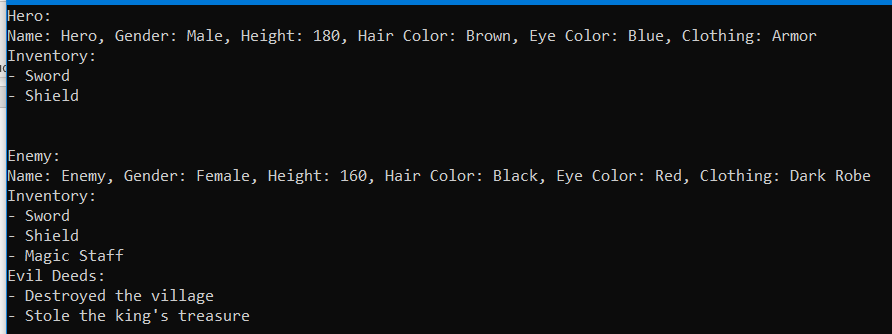 Hero:
Name: Hero, Gender: Male, Height: 180, Hair Color: Brown, Eye Color: Blue, Clothing: Armor
Inventory:
- Sword
- Shield
Enemy:
Name: Enemy, Gender: Female, Height: 160, Hair Color: Black, Eye Color: Red, Clothing: Dark Robe
Inventory:
- Sword
- Shield
- Magic Staff
Evil Deeds:
- Destroyed the village
- Stole the king's treasure